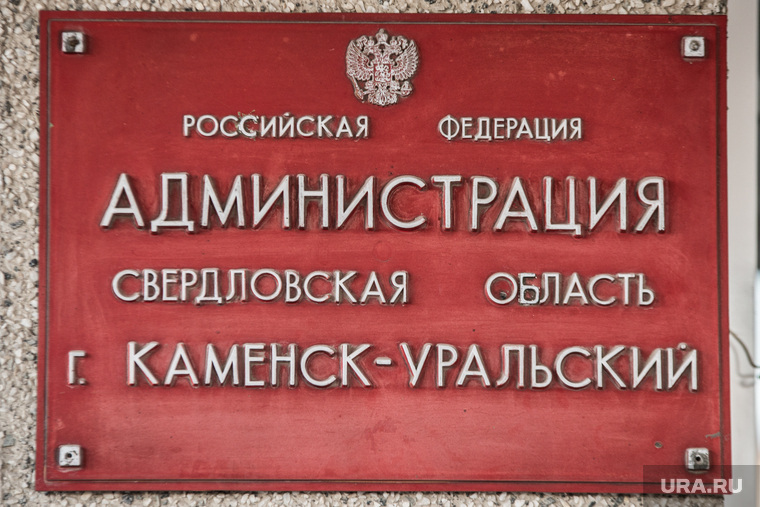 РОССИЙСКАЯ ФЕДЕРАЦИЯ
АДМИНИСТРАЦИЯ
СВЕРДЛОВСКАЯ ОБЛАСТЬ
г. КАМЕНСК-УРАЛЬСКИЙ
URA.RU